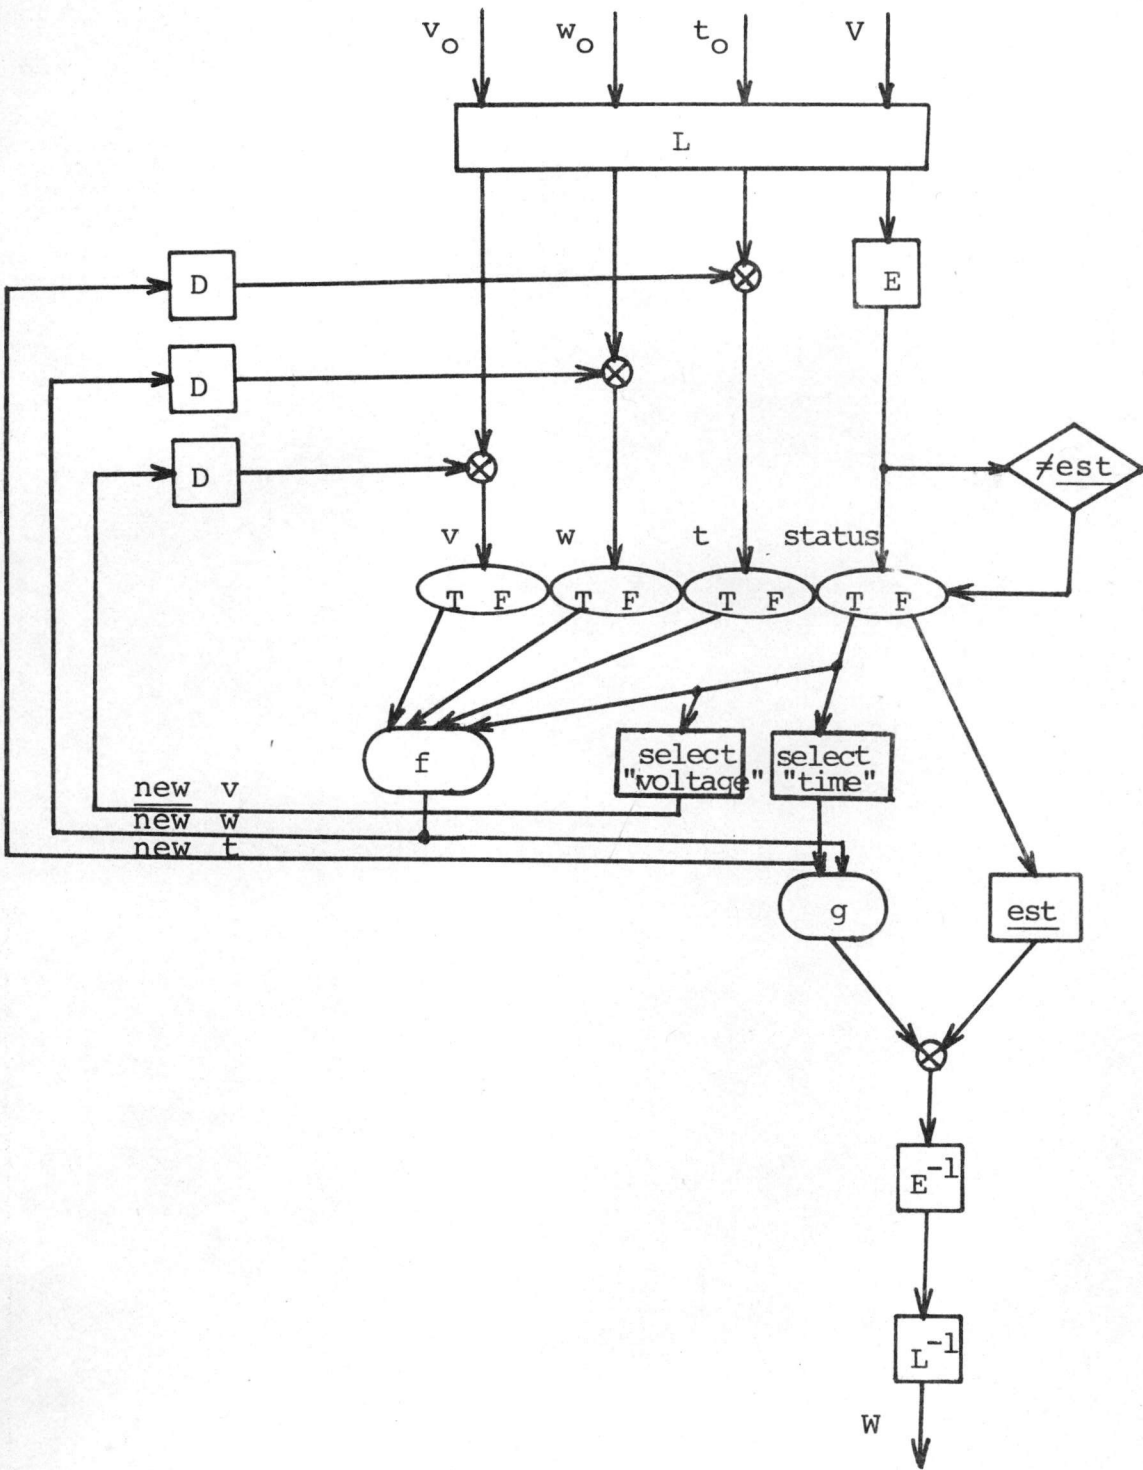 v₀ w₀ t₀ V
L
D
E
D
≠est
D
v w t status
T F T F T F T F
f
select "voltage"
select "time"
new v
new w
new t
g
est
E⁻¹
L⁻¹
W